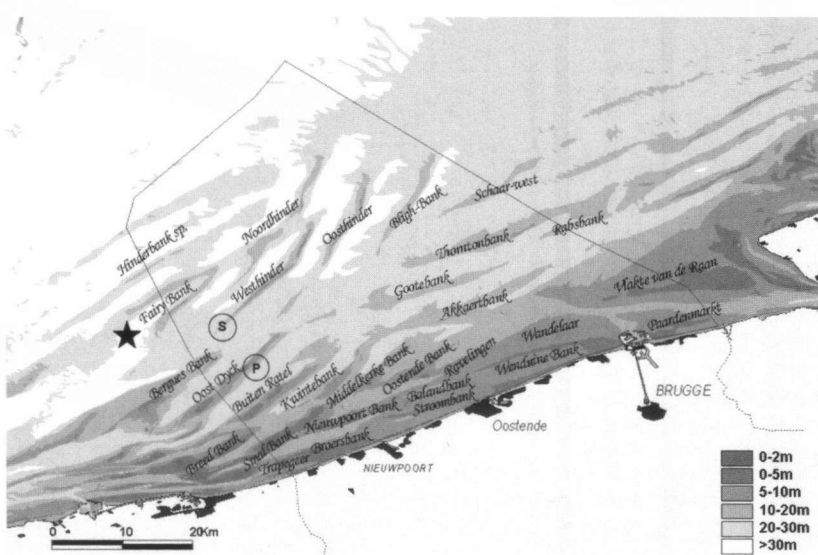 Schaar-west
Bligh-Bank
Noordhinder
Oosthinder
Rabsbank
Hinderbank sp.
Thorntonbank
Westhinder
Gootebank
Vlakte van de Raan
Fairy Bank
Akkaertbank
S
Paardenmarkt
Wandelaar
Bergues Bank
Oost Dyck
P
Buiten Ratel
Kwintebank
Middelkerke Bank
Oostende Bank
Ravelingen
Wenduine Bank
BRUGGE
Nieuwpoort Bank
Balandbank
Stroombank
Oostende
Breed Bank
Smal Bank
Trapegeer
Broersbank
NIEUWPOORT
0-2m
0-5m
5-10m
10-20m
20-30m
>30m
0 10 20Km